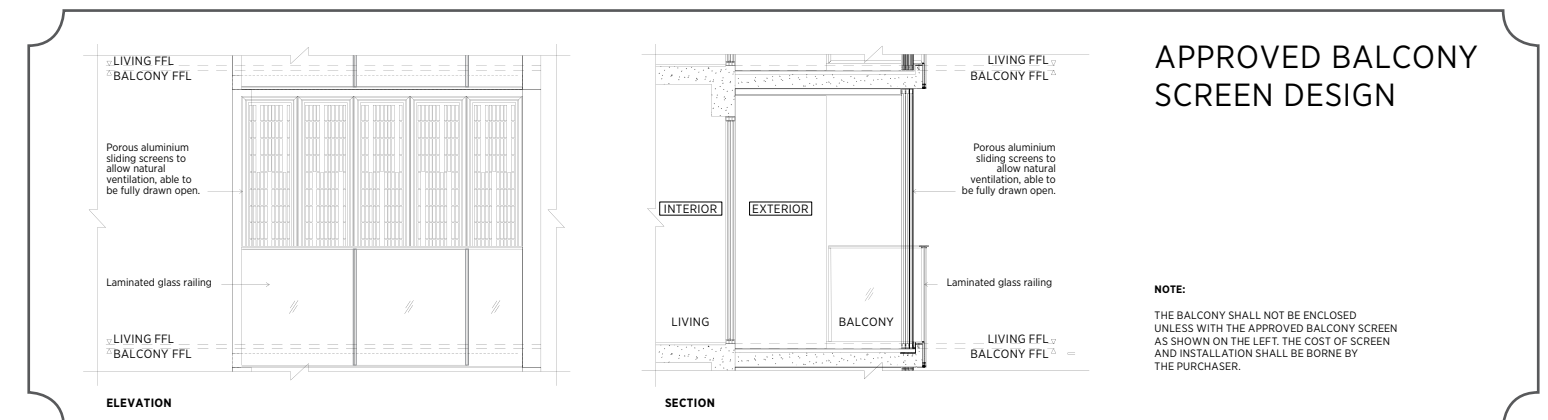 LIVING FFL
BALCONY FFL
Porous aluminium
sliding screens to
allow natural
ventilation, able to
be fully drawn open.
Laminated glass railing
LIVING FFL
BALCONY FFL
ELEVATION
LIVING FFL
BALCONY FFL
Porous aluminium
sliding screens to
allow natural
ventilation, able to
be fully drawn open.
INTERIOR
EXTERIOR
Laminated glass railing
LIVING
BALCONY
LIVING FFL
BALCONY FFL
SECTION
APPROVED BALCONY
SCREEN DESIGN
NOTE:
THE BALCONY SHALL NOT BE ENCLOSED
UNLESS WITH THE APPROVED BALCONY SCREEN
AS SHOWN ON THE LEFT. THE COST OF SCREEN
AND INSTALLATION SHALL BE BORNE BY
THE PURCHASER.